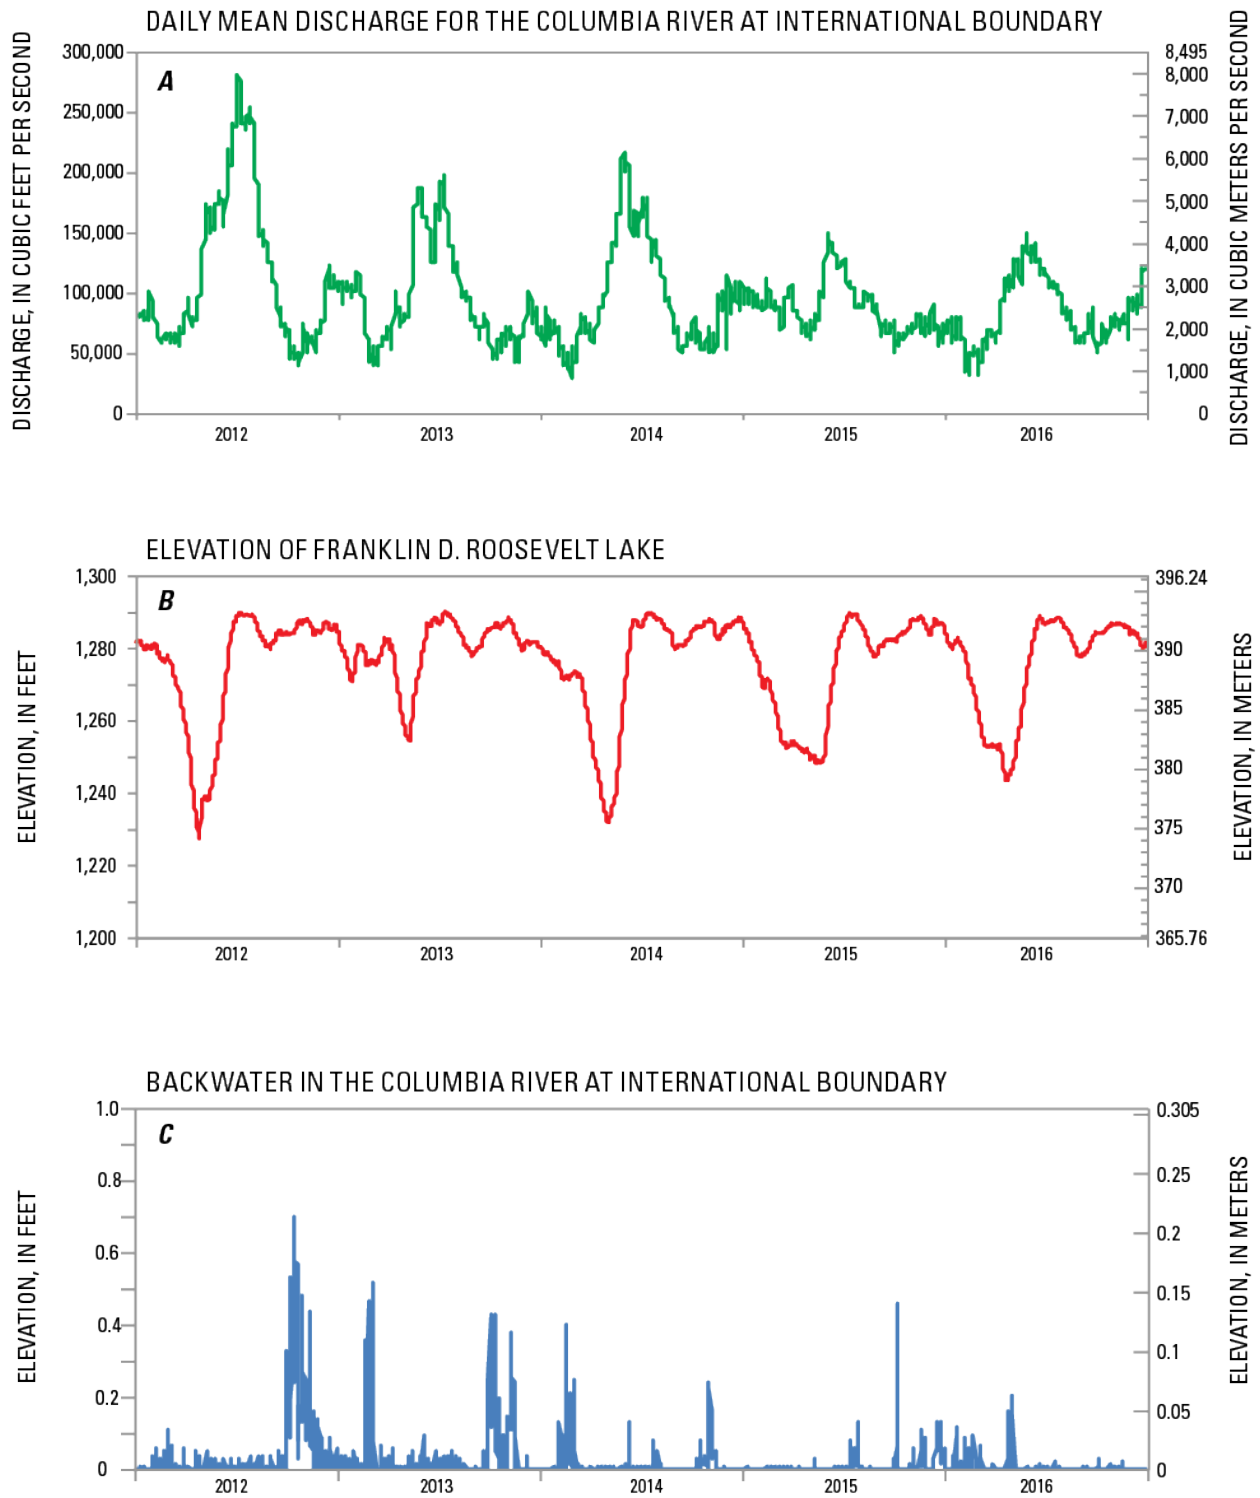 DAILY MEAN DISCHARGE FOR THE COLUMBIA RIVER AT INTERNATIONAL BOUNDARY
A
DISCHARGE, IN CUBIC FEET PER SECOND
300,000
250,000
200,000
150,000
100,000
50,000
0
8,495
8,000
7,000
6,000
5,000
4,000
3,000
2,000
1,000
0
DISCHARGE, IN CUBIC METERS PER SECOND
2012 2013 2014 2015 2016
ELEVATION OF FRANKLIN D. ROOSEVELT LAKE
B
ELEVATION, IN FEET
1,300
1,280
1,260
1,240
1,220
1,200
396.24
390
385
380
375
370
365.76
ELEVATION, IN METERS
2012 2013 2014 2015 2016
BACKWATER IN THE COLUMBIA RIVER AT INTERNATIONAL BOUNDARY
C
ELEVATION, IN FEET
1.0
0.8
0.6
0.4
0.2
0
0.305
0.25
0.2
0.15
0.1
0.05
0
ELEVATION, IN METERS
2012 2013 2014 2015 2016